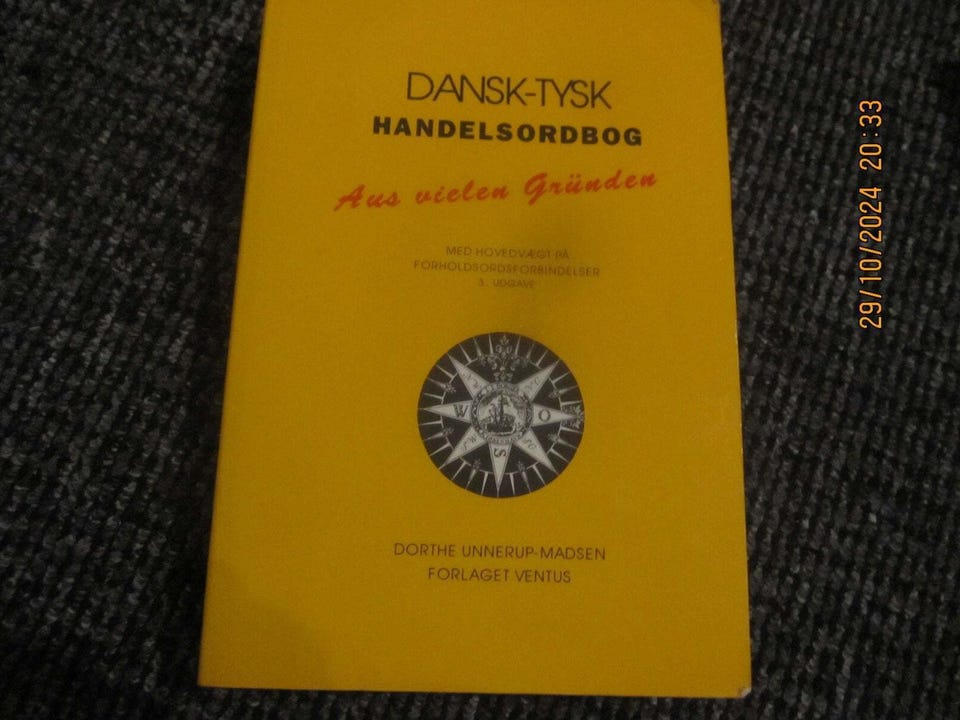 DANSK-TYSK
HANDELSORDBOG
Aus vielen Gründen
MED HOVEDVÆGT PÅ
FORHOLDSORDSFORBINDELSER
3. UDGAVE
W O
S
DORTHE UNNERUP-MADSEN
FORLAGET VENTUS
29/10/2024 20:33